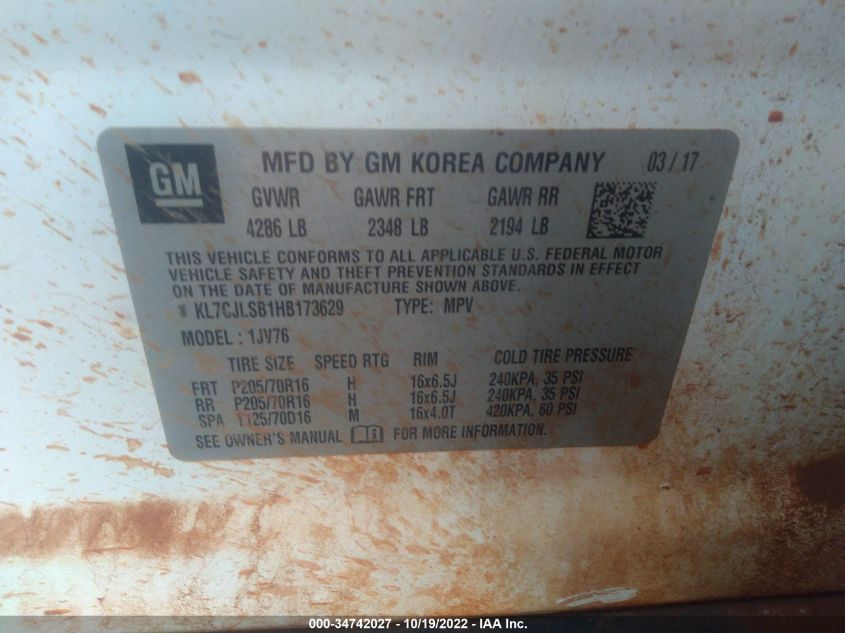 GM
MFD BY GM KOREA COMPANY 03 / 17
GVWR GAWR FRT GAWR RR
4286 LB 2348 LB 2194 LB
THIS VEHICLE CONFORMS TO ALL APPLICABLE U.S. FEDERAL MOTOR
VEHICLE SAFETY AND THEFT PREVENTION STANDARDS IN EFFECT
ON THE DATE OF MANUFACTURE SHOWN ABOVE.
KL7CJLSB1HB173629 TYPE: MPV
MODEL : 1JV76
TIRE SIZE SPEED RTG RIM COLD TIRE PRESSURE
FRT P205/70R16 H 16x6.5J 240KPA, 35 PSI
RR P205/70R16 H 16x6.5J 240KPA, 35 PSI
SPA T125/70D16 M 16x4.0T 420KPA, 60 PSI
SEE OWNER'S MANUAL FOR MORE INFORMATION.
000-34742027 - 10/19/2022 - IAA Inc.